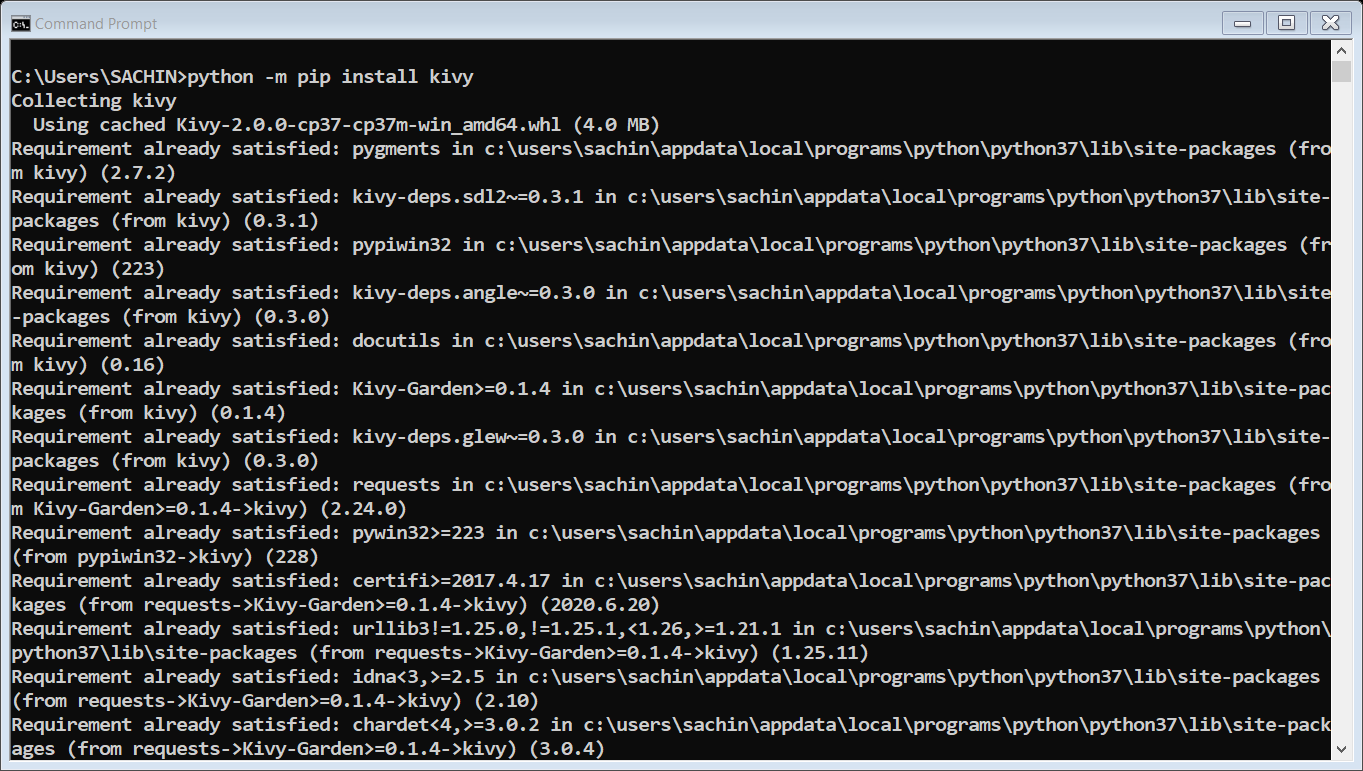 Command Prompt
C:\Users\SACHIN>python -m pip install kivy
Collecting kivy
  Using cached Kivy-2.0.0-cp37-cp37m-win_amd64.whl (4.0 MB)
Requirement already satisfied: pygments in c:\users\sachin\appdata\local\programs\python\python37\lib\site-packages (fro
m kivy) (2.7.2)
Requirement already satisfied: kivy-deps.sdl2~=0.3.1 in c:\users\sachin\appdata\local\programs\python\python37\lib\site-
packages (from kivy) (0.3.1)
Requirement already satisfied: pypiwin32 in c:\users\sachin\appdata\local\programs\python\python37\lib\site-packages (fr
om kivy) (223)
Requirement already satisfied: kivy-deps.angle~=0.3.0 in c:\users\sachin\appdata\local\programs\python\python37\lib\site
-packages (from kivy) (0.3.0)
Requirement already satisfied: docutils in c:\users\sachin\appdata\local\programs\python\python37\lib\site-packages (fro
m kivy) (0.16)
Requirement already satisfied: Kivy-Garden>=0.1.4 in c:\users\sachin\appdata\local\programs\python\python37\lib\site-pac
kages (from kivy) (0.1.4)
Requirement already satisfied: kivy-deps.glew~=0.3.0 in c:\users\sachin\appdata\local\programs\python\python37\lib\site-
packages (from kivy) (0.3.0)
Requirement already satisfied: requests in c:\users\sachin\appdata\local\programs\python\python37\lib\site-packages (fro
m Kivy-Garden>=0.1.4->kivy) (2.24.0)
Requirement already satisfied: pywin32>=223 in c:\users\sachin\appdata\local\programs\python\python37\lib\site-packages
(from pypiwin32->kivy) (228)
Requirement already satisfied: certifi>=2017.4.17 in c:\users\sachin\appdata\local\programs\python\python37\lib\site-pac
kages (from requests->Kivy-Garden>=0.1.4->kivy) (2020.6.20)
Requirement already satisfied: urllib3!=1.25.0,!=1.25.1,<1.26,>=1.21.1 in c:\users\sachin\appdata\local\programs\python\
python37\lib\site-packages (from requests->Kivy-Garden>=0.1.4->kivy) (1.25.11)
Requirement already satisfied: idna<3,>=2.5 in c:\users\sachin\appdata\local\programs\python\python37\lib\site-packages
(from requests->Kivy-Garden>=0.1.4->kivy) (2.10)
Requirement already satisfied: chardet<4,>=3.0.2 in c:\users\sachin\appdata\local\programs\python\python37\lib\site-pack
ages (from requests->Kivy-Garden>=0.1.4->kivy) (3.0.4)